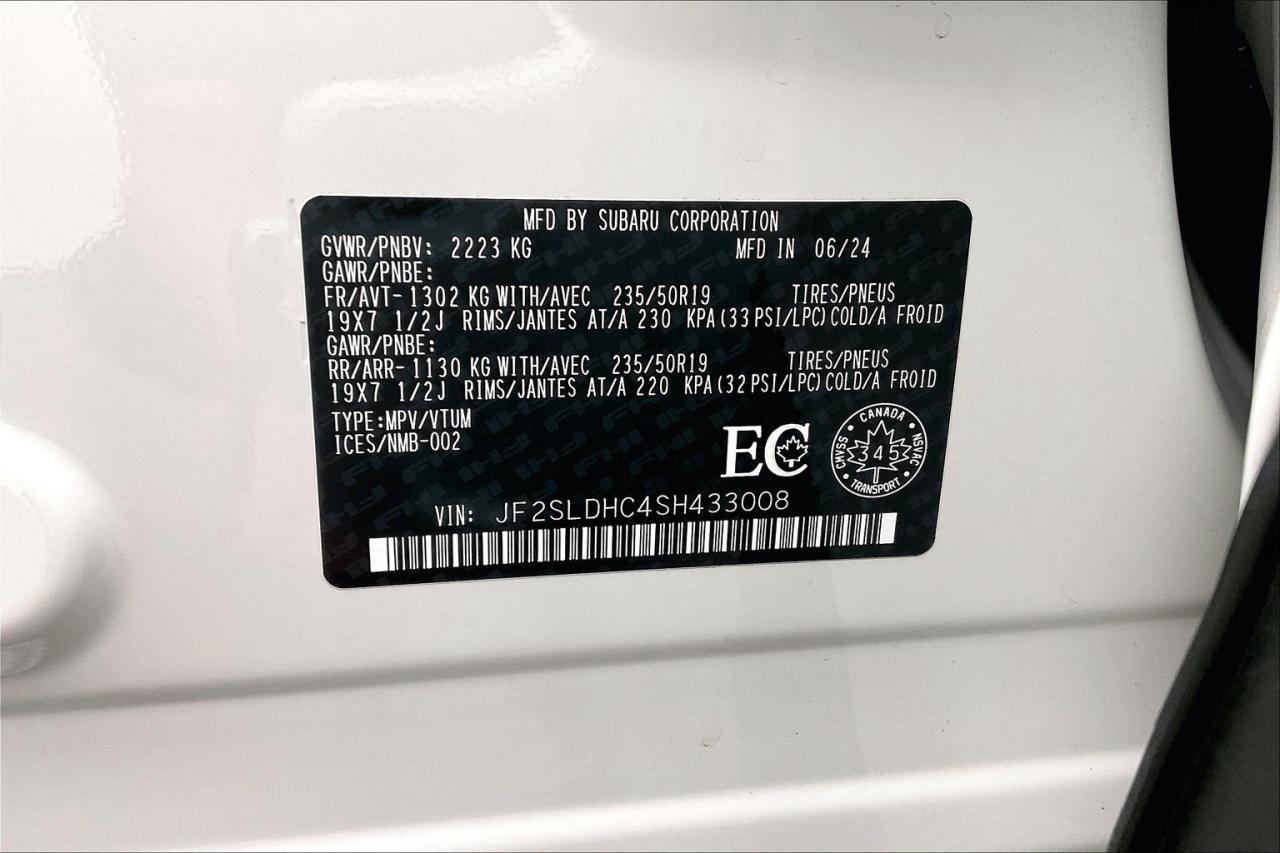 MFD BY SUBARU CORPORATION
GVWR/PNBV: 2223 KG MFD IN 06/24
GAWR/PNBE:
FR/AVT-1302 KG WITH/AVEC 235/50R19 TIRES/PNEUS
19X7 1/2J RIMS/JANTES AT/A 230 KPA(33 PSI/LPC)COLD/A FROID
GAWR/PNBE:
RR/ARR-1130 KG WITH/AVEC 235/50R19 TIRES/PNEUS
19X7 1/2J RIMS/JANTES AT/A 220 KPA(32 PSI/LPC)COLD/A FROID
TYPE:MPV/VTUM
ICES/NMB-002
EC
CANADA
CMVSS 345 NSVAC
TRANSPORT
VIN: JF2SLDHC4SH433008